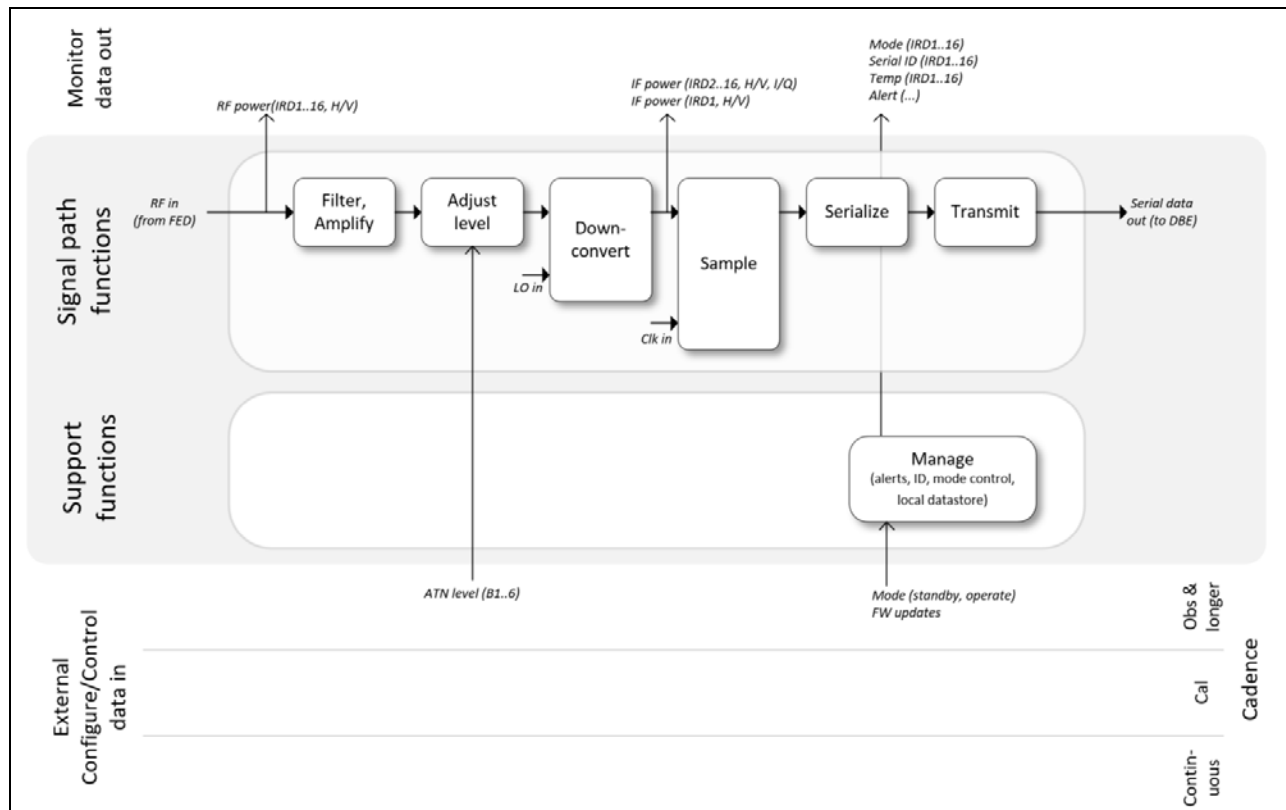 Monitor
data out
Mode (IRD1..16)
Serial ID (IRD1..16)
Temp (IRD1..16)
Alert (...)
IF power (IRD2..16, H/V, I/Q)
IF power (IRD1, H/V)
RF power(IRD1..16, H/V)
Signal path
functions
RF in
(from FED)
Filter,
Amplify
Adjust
level
Down-
convert
LO in
Sample
Clk in
Serialize
Transmit
Serial data
out (to DBE)
Support
functions
Manage
(alerts, ID, mode control,
local datastore)
ATN level (B1..6)
Mode (standby, operate)
FW updates
External
Configure/Control
data in
Obs &
longer
Cal
Contin-
uous
Cadence